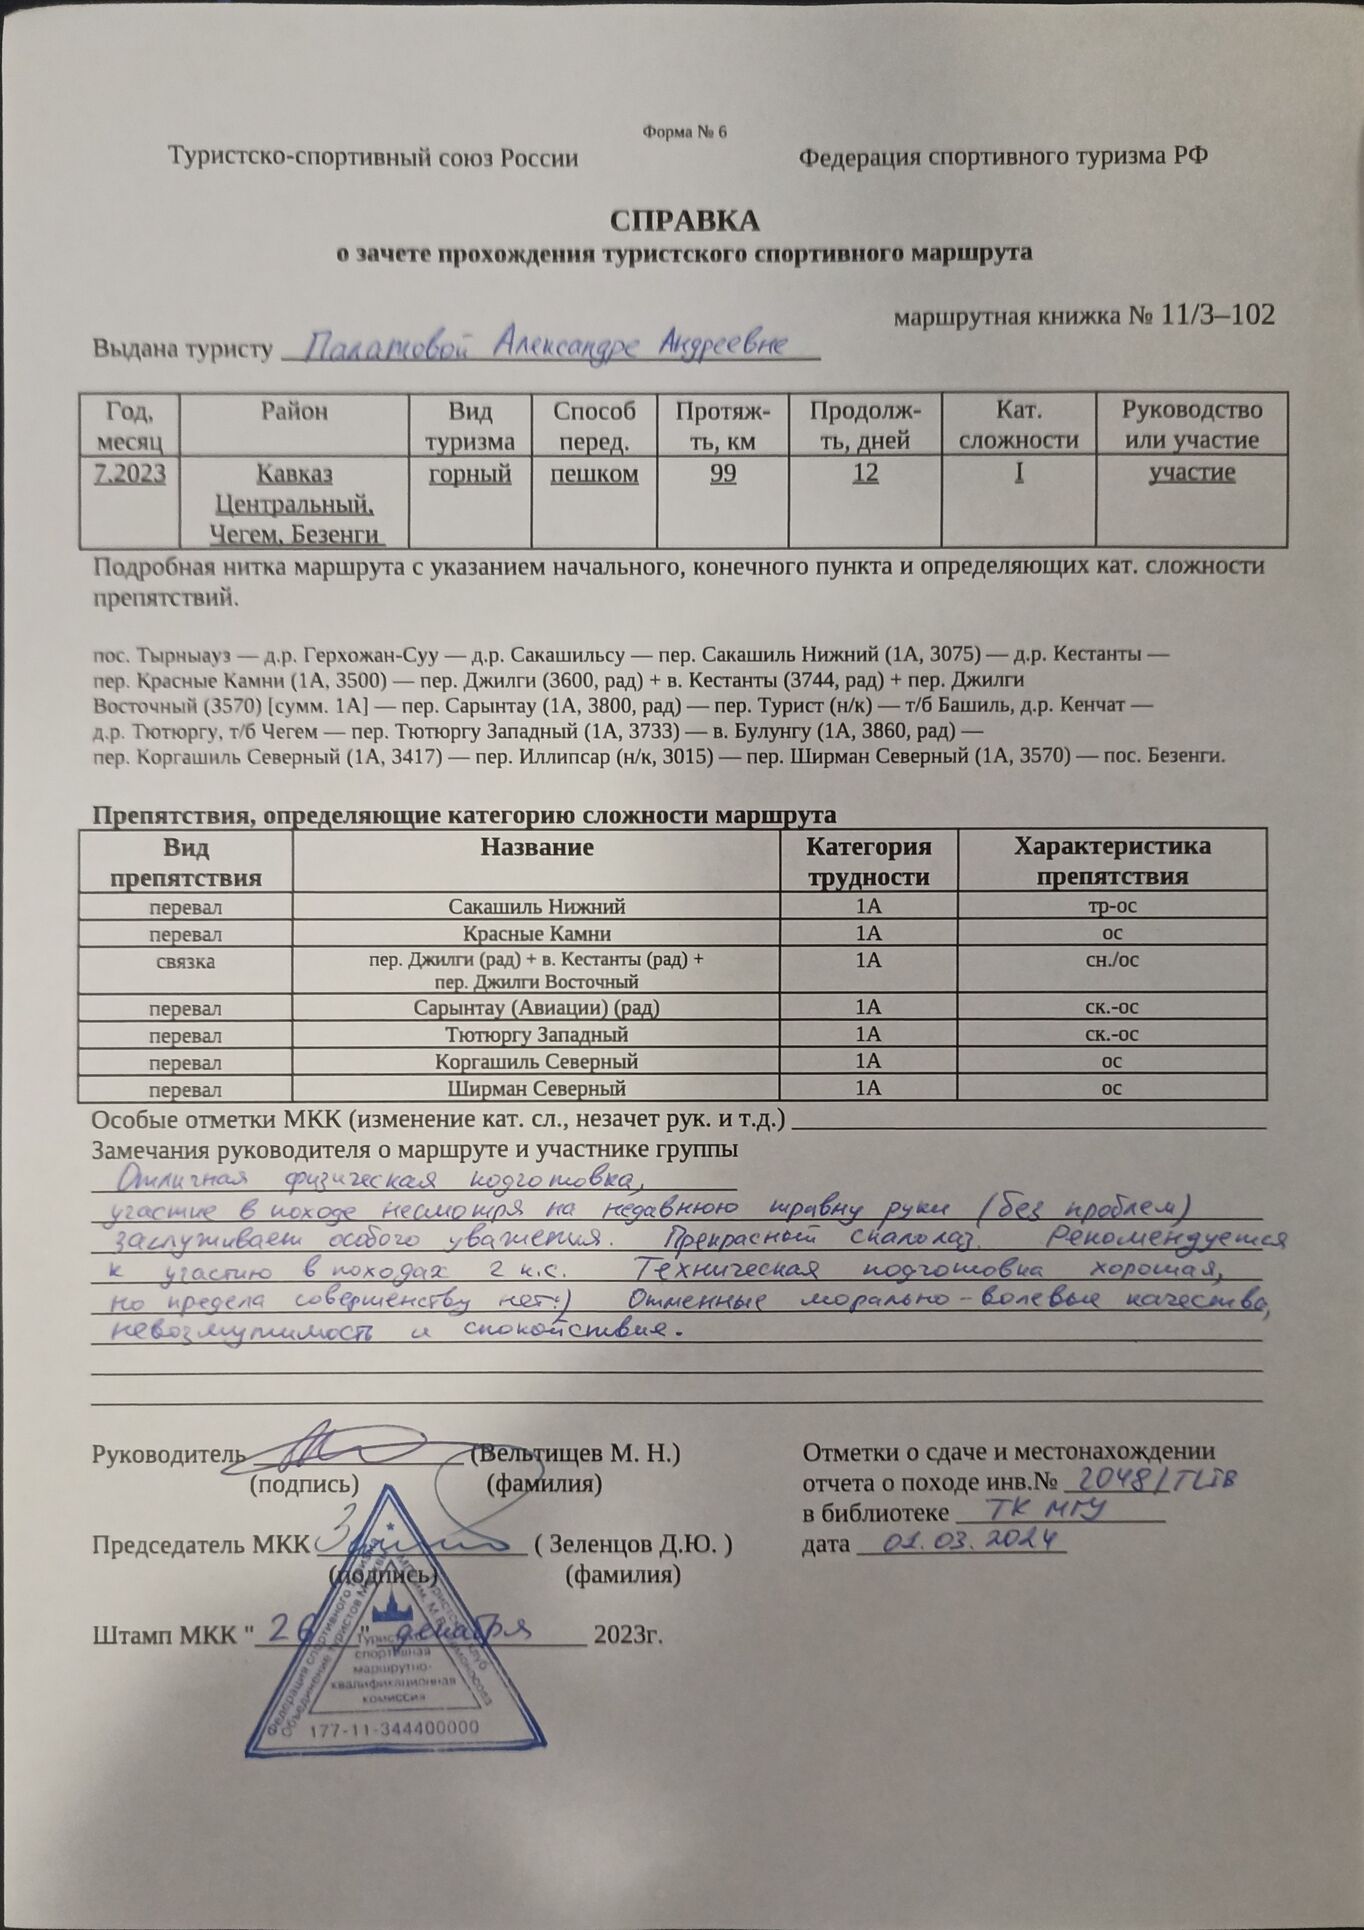 Форма № 6
Туристско-спортивный союз России Федерация спортивного туризма РФ
СПРАВКА
о зачете прохождения туристского спортивного маршрута
маршрутная книжка № 11/3–102
Выдана туристу Палатовой Александре Андреевне
Год, месяц Район Вид туризма Способ перед. Протяж-ть, км Продолж-ть, дней Кат. сложности Руководство или участие
7.2023 Кавказ Центральный, Чегем, Безенги горный пешком 99 12 I участие
Подробная нитка маршрута с указанием начального, конечного пункта и определяющих кат. сложности
препятствий.
пос. Тырныауз — д.р. Герхожан-Суу — д.р. Сакашильсу — пер. Сакашиль Нижний (1А, 3075) — д.р. Кестанты —
пер. Красные Камни (1А, 3500) — пер. Джилги (3600, рад) + в. Кестанты (3744, рад) + пер. Джилги
Восточный (3570) [сумм. 1А] — пер. Сарынтау (1А, 3800, рад) — пер. Турист (н/к) — т/б Башиль, д.р. Кенчат —
д.р. Тютюргу, т/б Чегем — пер. Тютюргу Западный (1А, 3733) — в. Булунгу (1А, 3860, рад) —
пер. Коргашиль Северный (1А, 3417) — пер. Иллипсар (н/к, 3015) — пер. Ширман Северный (1А, 3570) — пос. Безенги.
Препятствия, определяющие категорию сложности маршрута
Вид препятствия Название Категория трудности Характеристика препятствия
перевал Сакашиль Нижний 1А тр-ос
перевал Красные Камни 1А ос
связка пер. Джилги (рад) + в. Кестанты (рад) + пер. Джилги Восточный 1А сн./ос
перевал Сарынтау (Авиации) (рад) 1А ск.-ос
перевал Тютюргу Западный 1А ск.-ос
перевал Коргашиль Северный 1А ос
перевал Ширман Северный 1А ос
Особые отметки МКК (изменение кат. сл., незачет рук. и т.д.)
Замечания руководителя о маршруте и участнике группы
Отличная физическая подготовка,
участие в походе несмотря на недавнюю травму руки (без проблем)
заслуживает особого уважения. Прекрасный скалолаз. Рекомендуется
к участию в походах 2 к.с. Техническая подготовка хорошая,
но предела совершенству нет:) Отменные морально-волевые качества,
невозмутимость и спокойствие.
Руководитель (Вельтищев М. Н.)
(подпись) (фамилия)
Председатель МКК ( Зеленцов Д.Ю. )
(подпись) (фамилия)
Штамп МКК " 26 " декабря 2023г.
Отметки о сдаче и местонахождении
отчета о походе инв.№ 2048/
в библиотеке ТК МГУ
дата 01.03.2024
Федерация спортивного туризма
Объединение туристов Москвы
спортивная
маршрутно-
квалификационная
комиссия
177-11-344400000